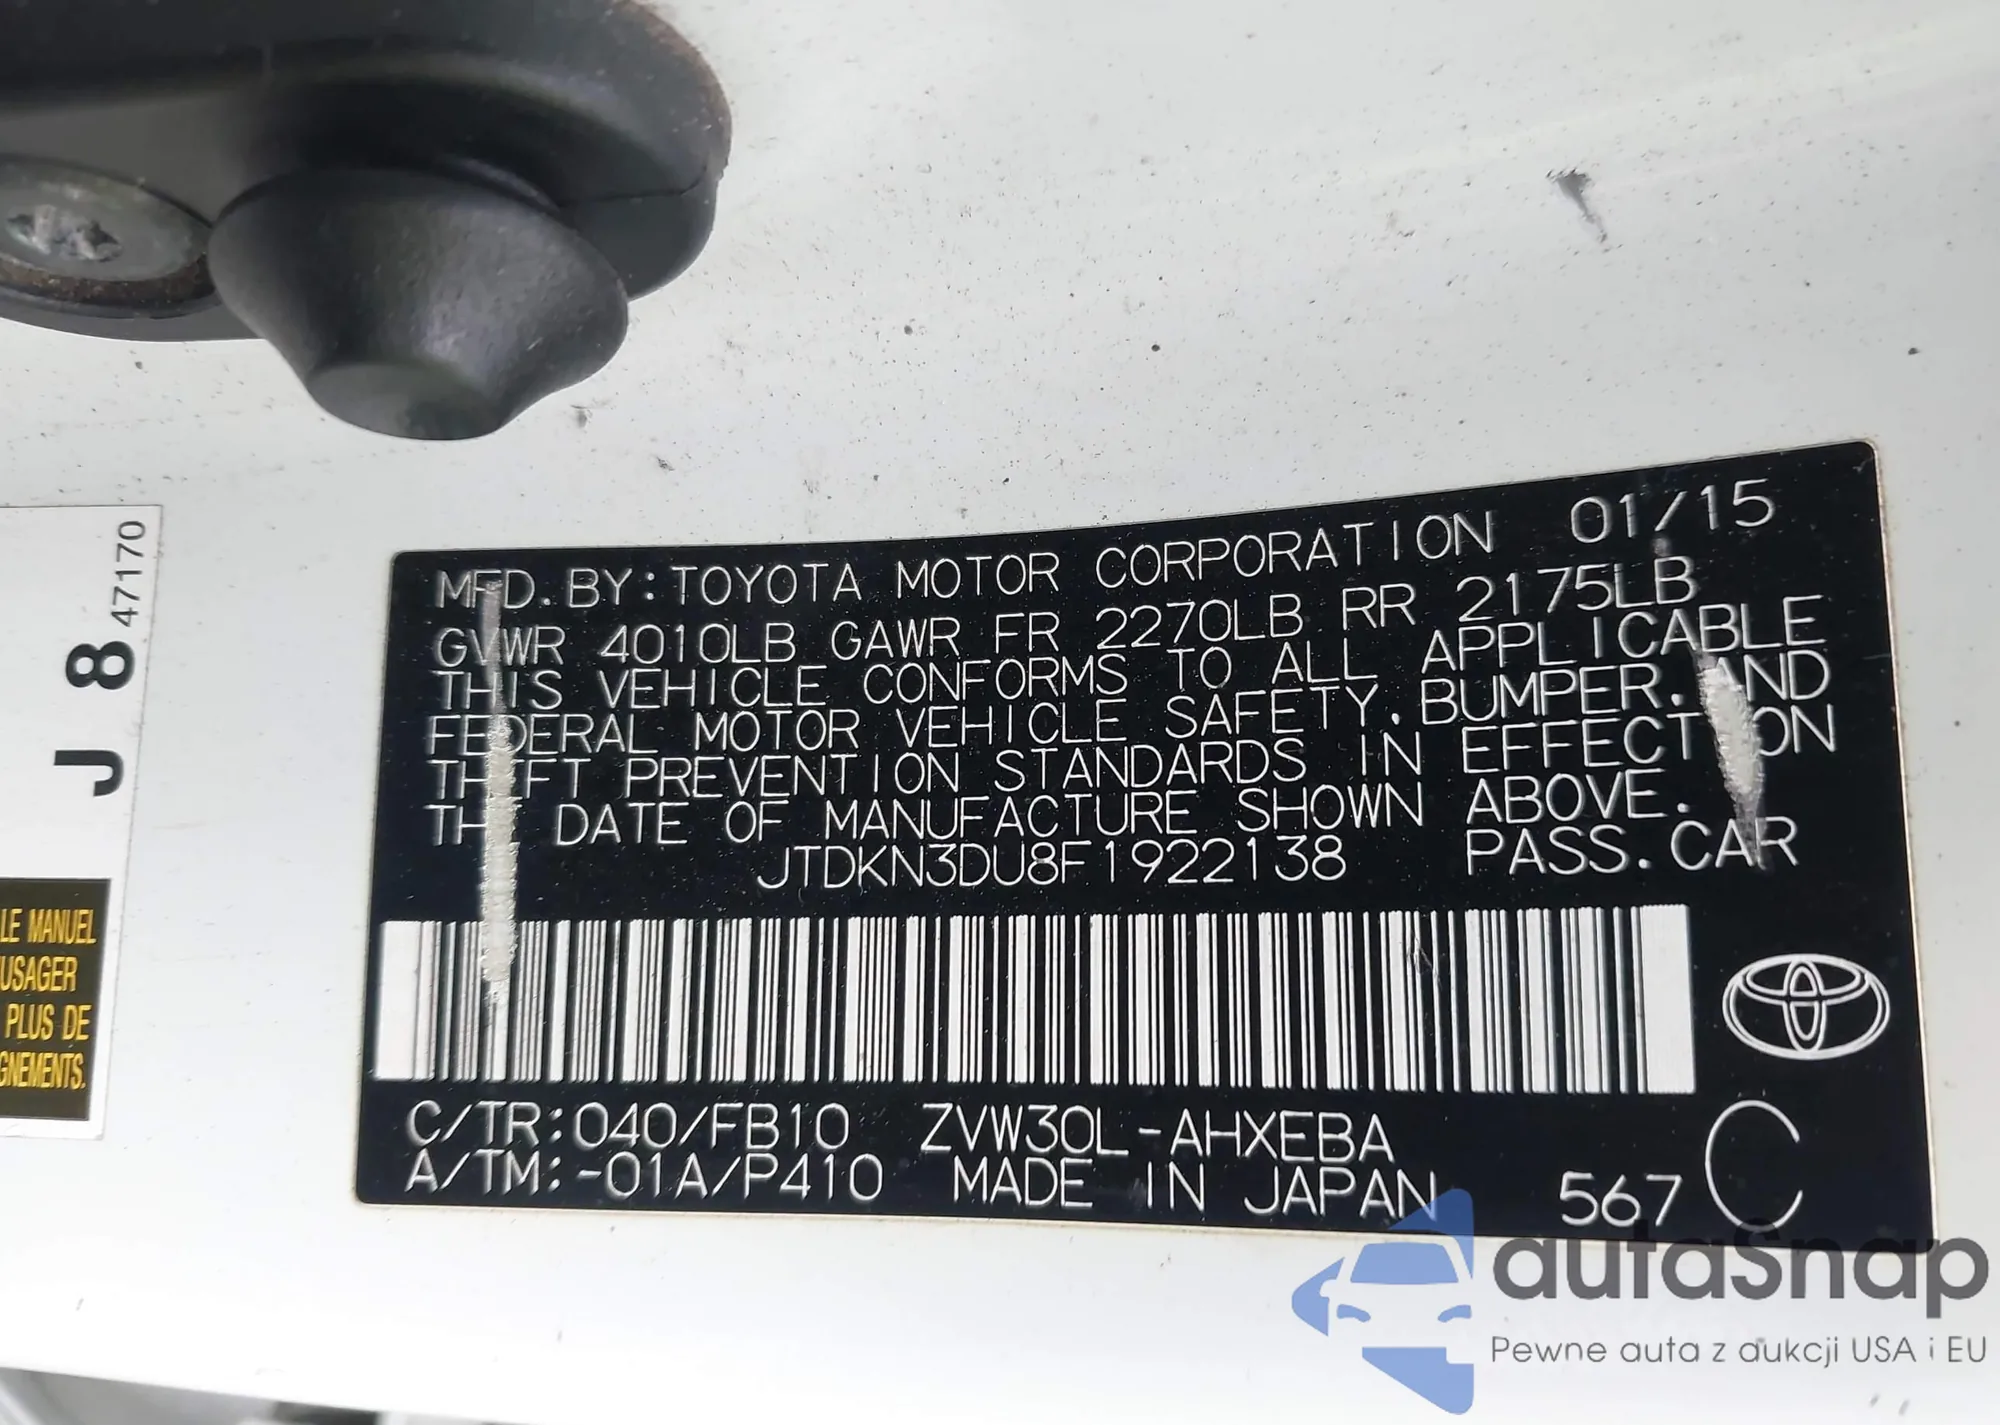 MFD. BY: TOYOTA MOTOR CORPORATION 01/15
GVWR 4010LB GAWR FR 2270LB RR 2175LB
THIS VEHICLE CONFORMS TO ALL APPLICABLE
FEDERAL MOTOR VEHICLE SAFETY. BUMPER. AND
THEFT PREVENTION STANDARDS IN EFFECT ON
THE DATE OF MANUFACTURE SHOWN ABOVE.
JTDKN3DU8F1922138 PASS. CAR
C/TR:040/FB10 ZVW30L-AHXEBA
A/TM:-01A/P410 MADE IN JAPAN 567 C
J 8 47170
LE MANUEL
USAGER
PLUS DE
GNEMENTS.
autaSnap
Pewne auta z aukcji USA i EU